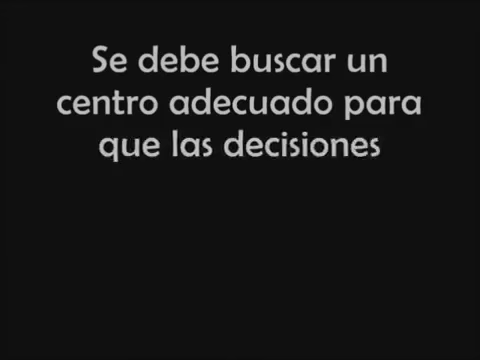 Se debe buscar un
centro adecuado para
que las decisiones